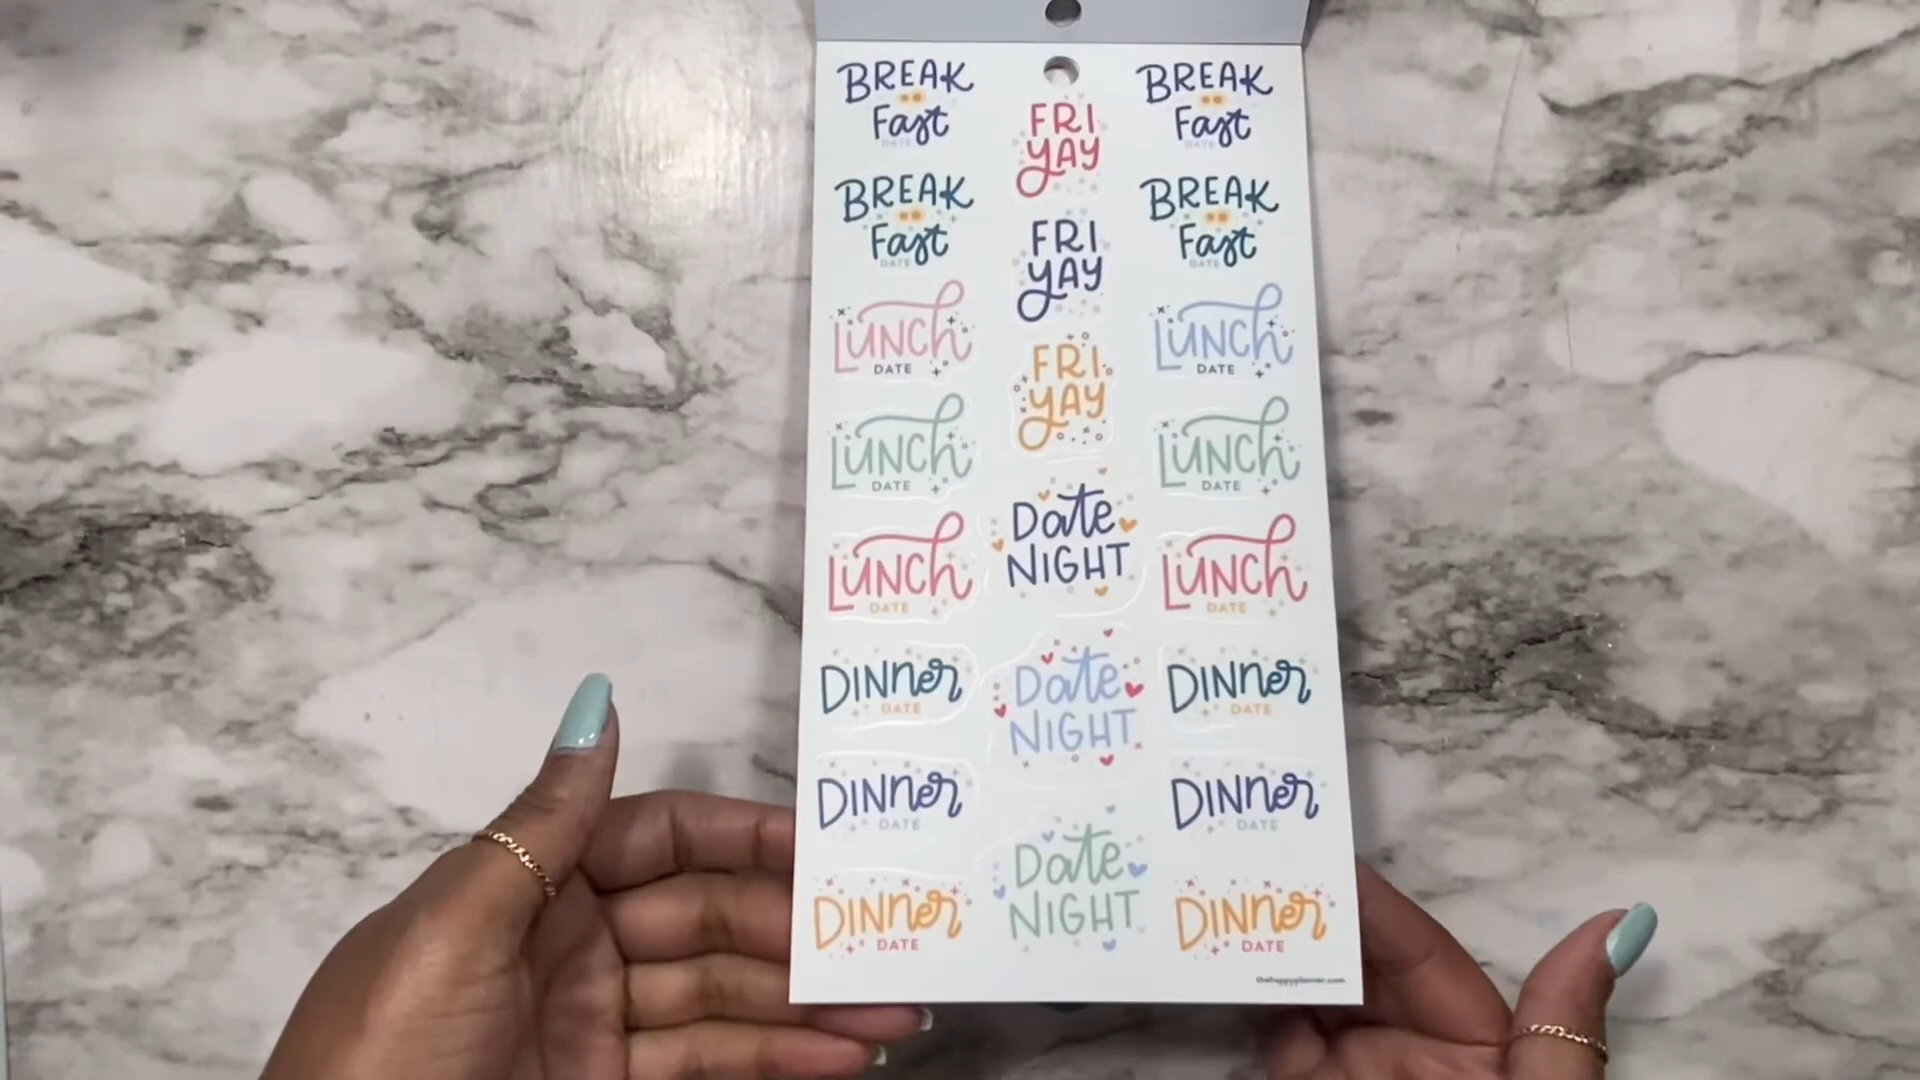 BREAK
Fast
DATE
BREAK
Fast
DATE
LUNCH
DATE
LUNCH
DATE
LUNCH
DATE
DINNER
DATE
DINNER
DATE
DINNER
DATE
FRI
YAY
FRI
YAY
FRI
YAY
Date
NIGHT
Date
NIGHT
Date
NIGHT
BREAK
Fast
DATE
BREAK
Fast
DATE
LUNCH
DATE
LUNCH
DATE
LUNCH
DATE
DINNER
DATE
DINNER
DATE
DINNER
DATE
thehappyplanner.com